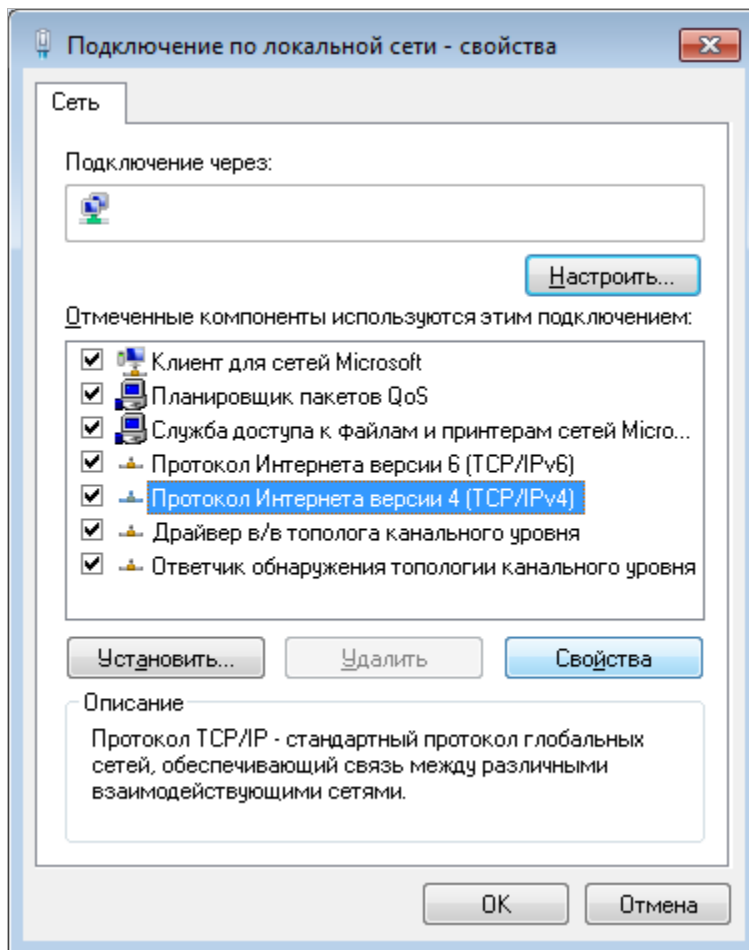 Подключение по локальной сети - свойства
Сеть
Подключение через:
Настроить...
Отмеченные компоненты используются этим подключением:
Клиент для сетей Microsoft
Планировщик пакетов QoS
Служба доступа к файлам и принтерам сетей Micro...
Протокол Интернета версии 6 (TCP/IPv6)
Протокол Интернета версии 4 (TCP/IPv4)
Драйвер в/в тополога канального уровня
Ответчик обнаружения топологии канального уровня
Установить... Удалить Свойства
Описание
Протокол TCP/IP - стандартный протокол глобальных
сетей, обеспечивающий связь между различными
взаимодействующими сетями.
OK Отмена